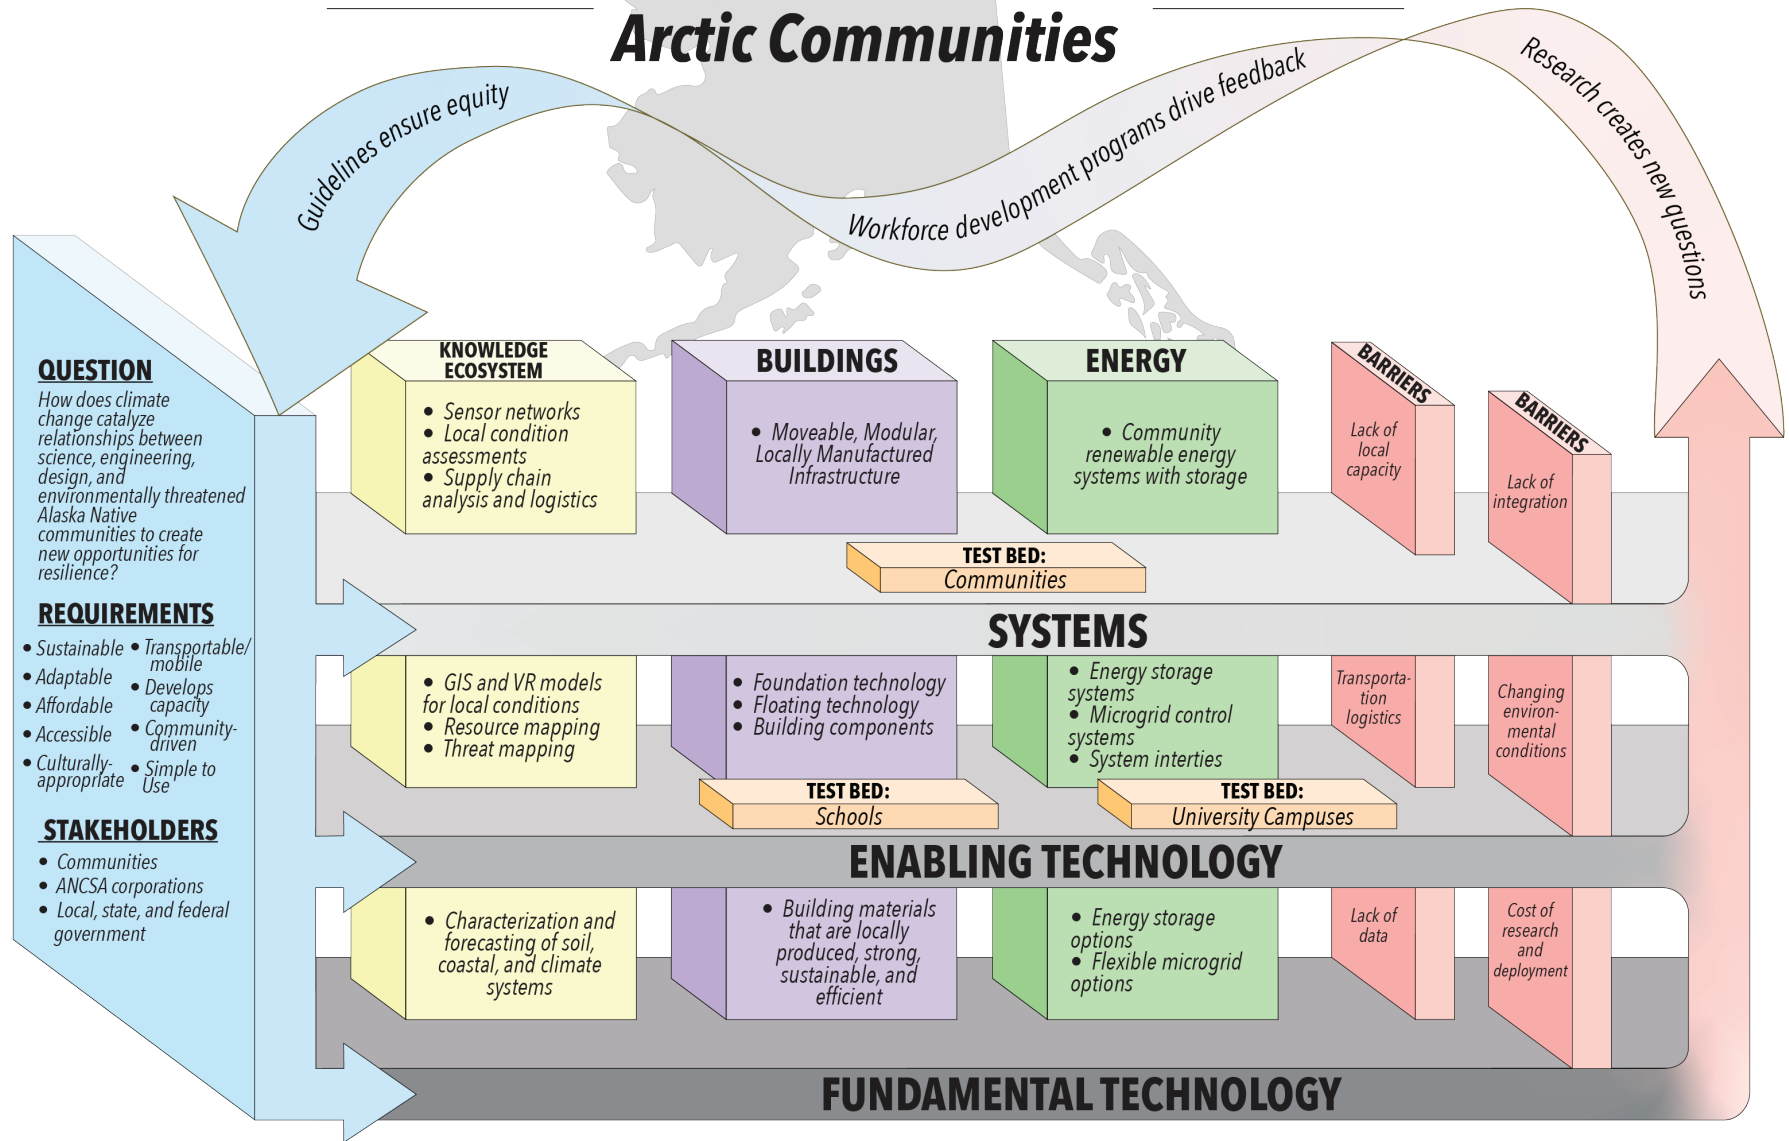 Arctic Communities
Guidelines ensure equity
Workforce development programs drive feedback
Research creates new questions
QUESTION
How does climate
change catalyze
relationships between
science, engineering,
design, and
environmentally threatened
Alaska Native
communities to create
new opportunities for
resilience?
REQUIREMENTS
• Sustainable
• Adaptable
• Affordable
• Accessible
• Culturally-
appropriate
• Transportable/
mobile
• Develops
capacity
• Community-
driven
• Simple to
Use
STAKEHOLDERS
• Communities
• ANCSA corporations
• Local, state, and federal
government
KNOWLEDGE
ECOSYSTEM
• Sensor networks
• Local condition
assessments
• Supply chain
analysis and logistics
BUILDINGS
• Moveable, Modular,
Locally Manufactured
Infrastructure
ENERGY
• Community
renewable energy
systems with storage
BARRIERS
Lack of
local
capacity
BARRIERS
Lack of
integration
TEST BED:
Communities
SYSTEMS
• GIS and VR models
for local conditions
• Resource mapping
• Threat mapping
• Foundation technology
• Floating technology
• Building components
• Energy storage
systems
• Microgrid control
systems
• System interties
Transporta-
tion
logistics
Changing
environ-
mental
conditions
TEST BED:
Schools
TEST BED:
University Campuses
ENABLING TECHNOLOGY
• Characterization and
forecasting of soil,
coastal, and climate
systems
• Building materials
that are locally
produced, strong,
sustainable, and
efficient
• Energy storage
options
• Flexible microgrid
options
Lack of
data
Cost of
research
and
deployment
FUNDAMENTAL TECHNOLOGY